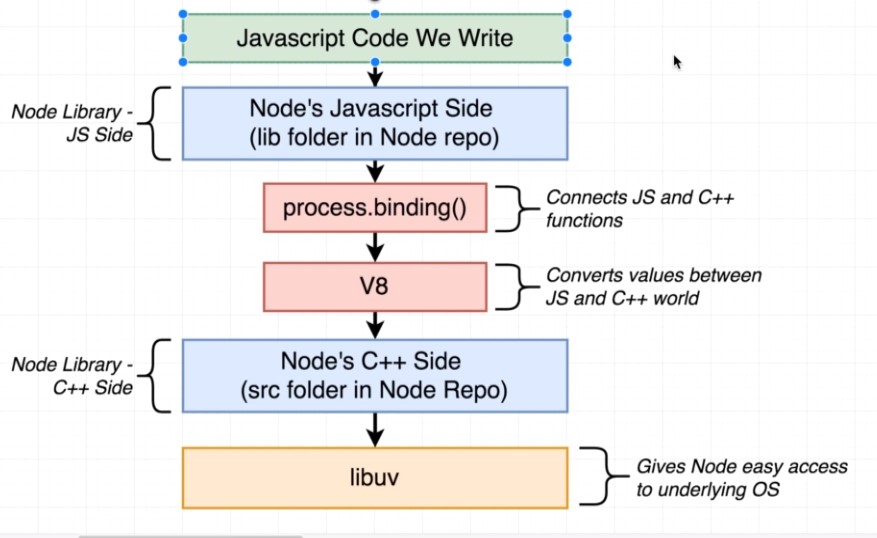 Javascript Code We Write
Node Library -
JS Side
Node's Javascript Side
(lib folder in Node repo)
process.binding()
Connects JS and C++
functions
V8
Converts values between
JS and C++ world
Node Library -
C++ Side
Node's C++ Side
(src folder in Node Repo)
libuv
Gives Node easy access
to underlying OS